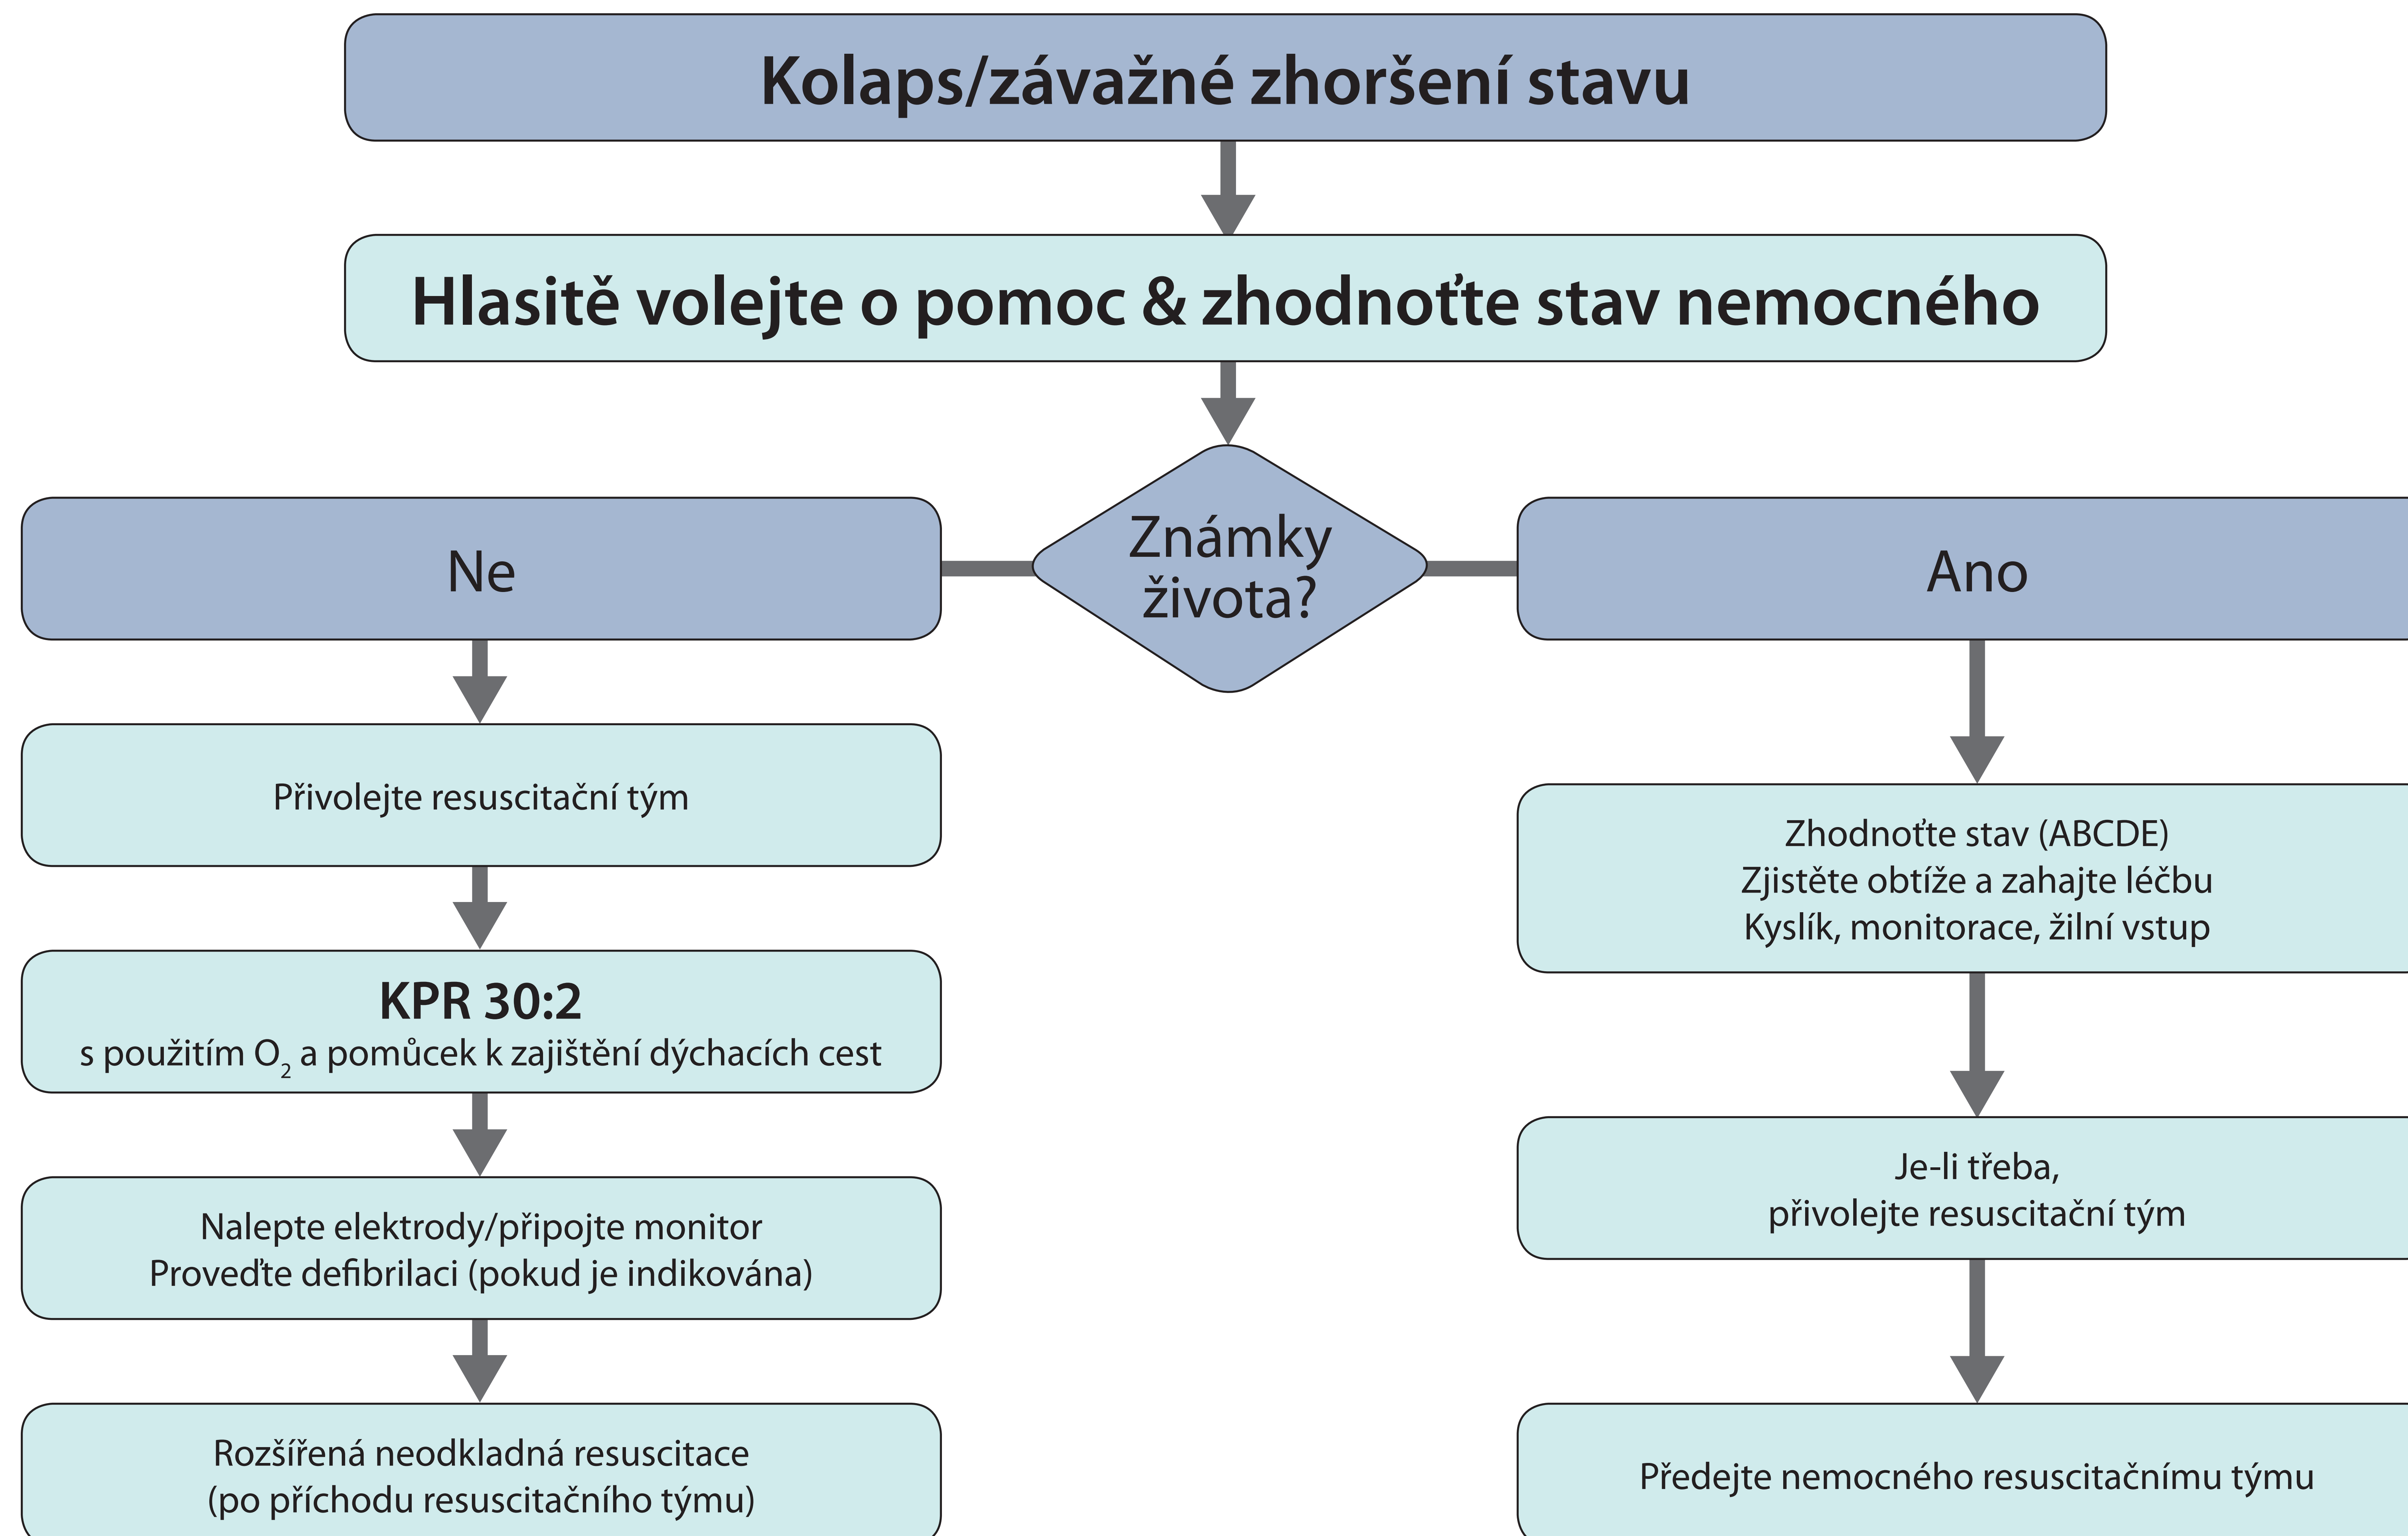 Kolaps/závažné zhoršení stavu
Hlasitě volejte o pomoc & zhodnoťte stav nemocného
Známky
života?
Ne
Přivolejte resuscitační tým
KPR 30:2
s použitím O₂ a pomůcek k zajištění dýchacích cest
Nalepte elektrody/připojte monitor
Proveďte defibrilaci (pokud je indikována)
Rozšířená neodkladná resuscitace
(po příchodu resuscitačního týmu)
Ano
Zhodnoťte stav (ABCDE)
Zjistěte obtíže a zahajte léčbu
Kyslík, monitorace, žilní vstup
Je-li třeba,
přivolejte resuscitační tým
Předejte nemocného resuscitačnímu týmu